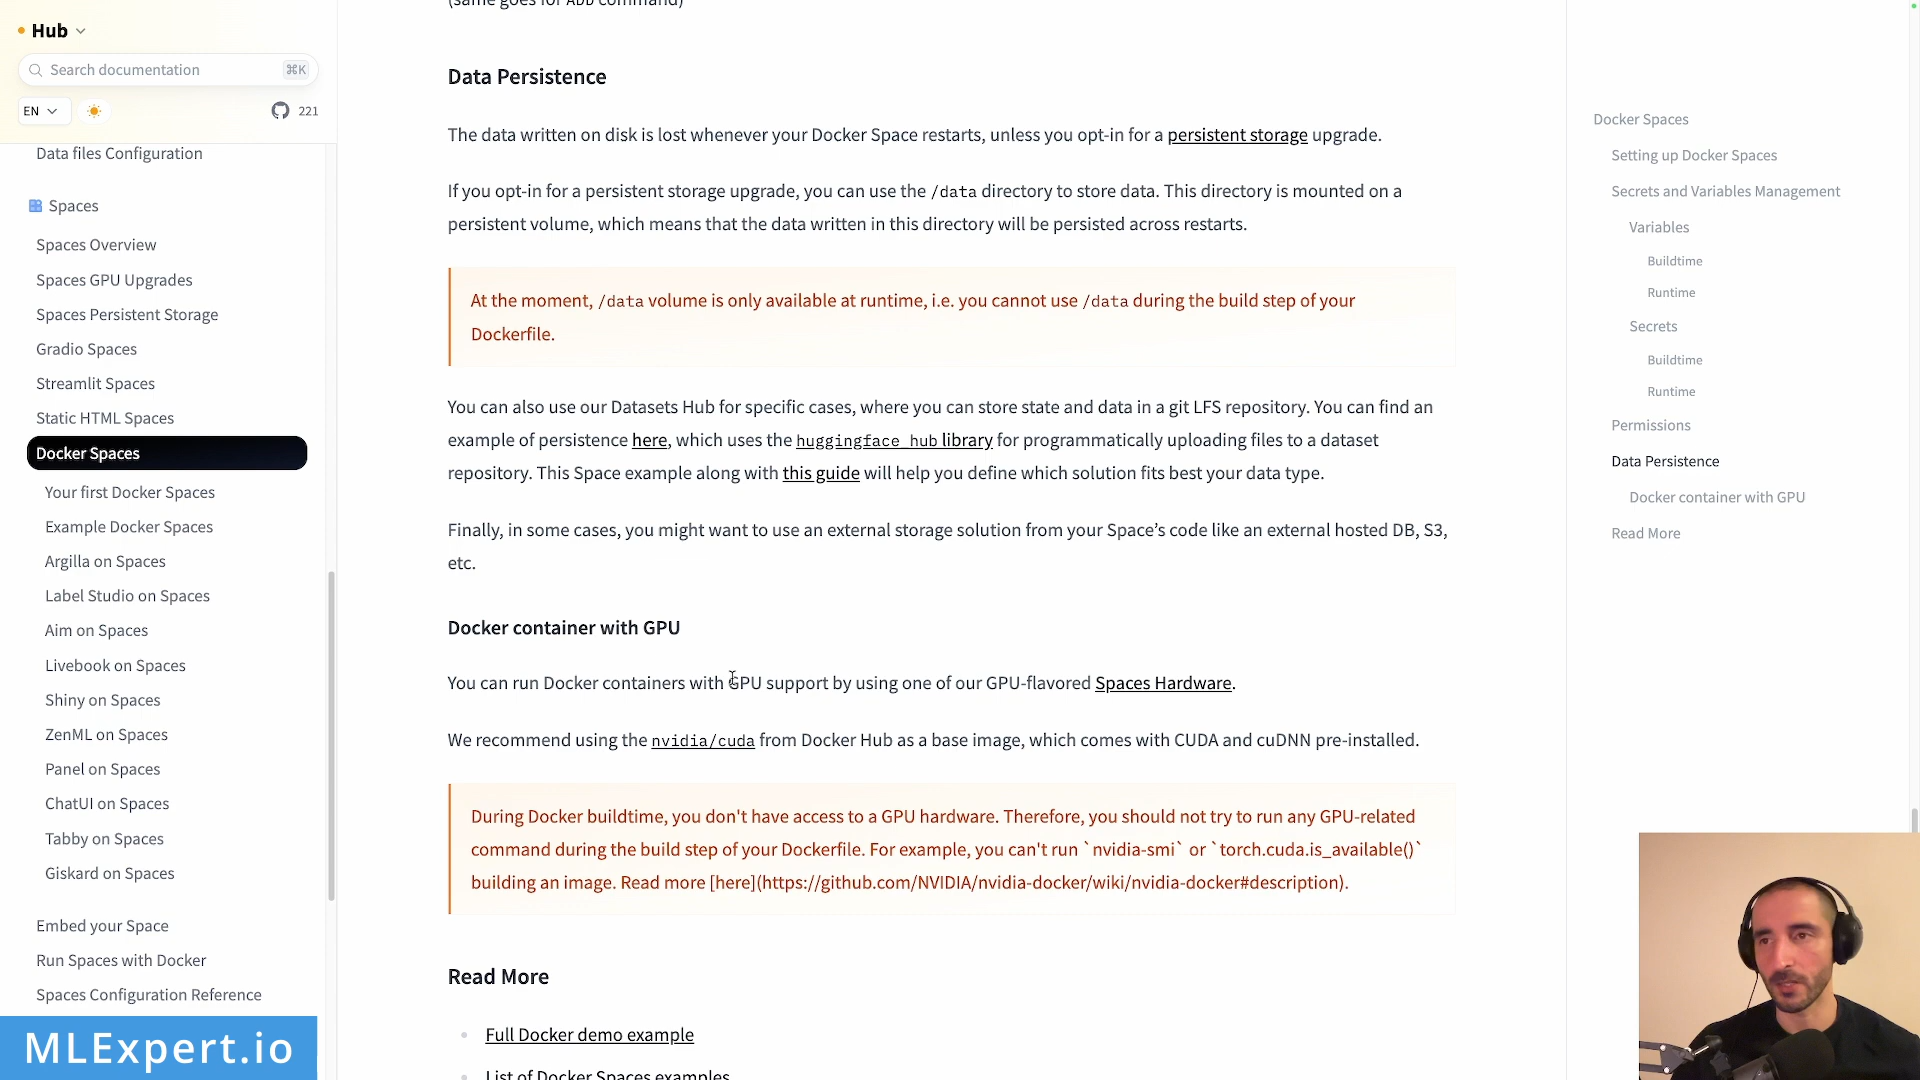 (same goes for ADD command)
Hub
Search documentation
⌘K
EN
221
Data files Configuration
Spaces
Spaces Overview
Spaces GPU Upgrades
Spaces Persistent Storage
Gradio Spaces
Streamlit Spaces
Static HTML Spaces
Docker Spaces
Your first Docker Spaces
Example Docker Spaces
Argilla on Spaces
Label Studio on Spaces
Aim on Spaces
Livebook on Spaces
Shiny on Spaces
ZenML on Spaces
Panel on Spaces
ChatUI on Spaces
Tabby on Spaces
Giskard on Spaces
Embed your Space
Run Spaces with Docker
Spaces Configuration Reference
MLExpert.io
Data Persistence
The data written on disk is lost whenever your Docker Space restarts, unless you opt-in for a persistent storage upgrade.
If you opt-in for a persistent storage upgrade, you can use the /data directory to store data. This directory is mounted on a
persistent volume, which means that the data written in this directory will be persisted across restarts.
At the moment, /data volume is only available at runtime, i.e. you cannot use /data during the build step of your
Dockerfile.
You can also use our Datasets Hub for specific cases, where you can store state and data in a git LFS repository. You can find an
example of persistence here, which uses the huggingface_hub library for programmatically uploading files to a dataset
repository. This Space example along with this guide will help you define which solution fits best your data type.
Finally, in some cases, you might want to use an external storage solution from your Space’s code like an external hosted DB, S3,
etc.
Docker container with GPU
You can run Docker containers with GPU support by using one of our GPU-flavored Spaces Hardware.
We recommend using the nvidia/cuda from Docker Hub as a base image, which comes with CUDA and cuDNN pre-installed.
During Docker buildtime, you don't have access to a GPU hardware. Therefore, you should not try to run any GPU-related
command during the build step of your Dockerfile. For example, you can't run `nvidia-smi` or `torch.cuda.is_available()`
building an image. Read more [here](https://github.com/NVIDIA/nvidia-docker/wiki/nvidia-docker#description).
Read More
Full Docker demo example
List of Docker Spaces examples
Docker Spaces
Setting up Docker Spaces
Secrets and Variables Management
Variables
Buildtime
Runtime
Secrets
Buildtime
Runtime
Permissions
Data Persistence
Docker container with GPU
Read More